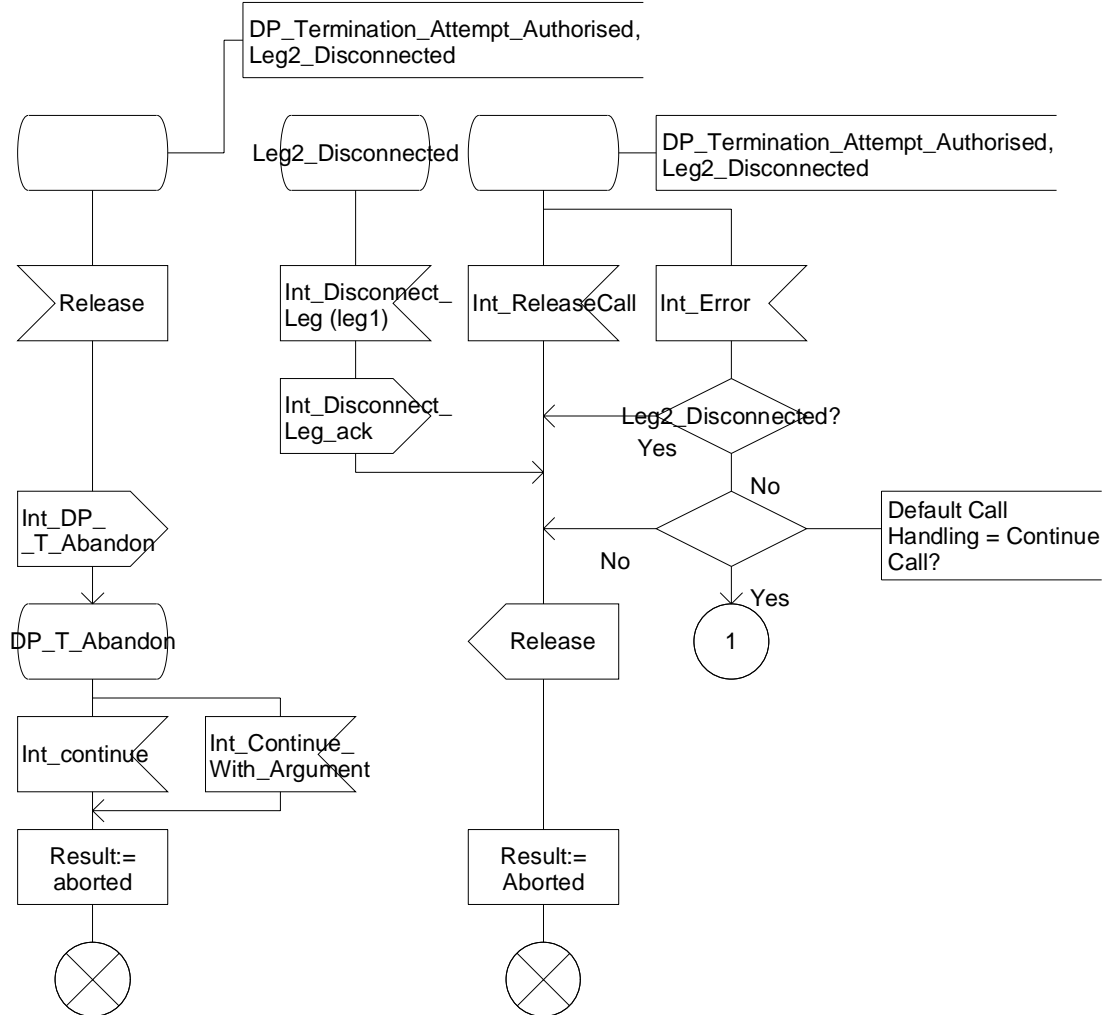 DP_Termination_Attempt_Authorised,
Leg2_Disconnected
Leg2_Disconnected
DP_Termination_Attempt_Authorised,
Leg2_Disconnected
Release
Int_Disconnect_
Leg (leg1)
Int_ReleaseCall
Int_Error
Int_Disconnect_
Leg_ack
Leg2_Disconnected?
Yes
No
Int_DP_
_T_Abandon
Default Call
Handling = Continue
Call?
No
Yes
DP_T_Abandon
Release
1
Int_continue
Int_Continue_
With_Argument
Result:=
aborted
Result:=
Aborted